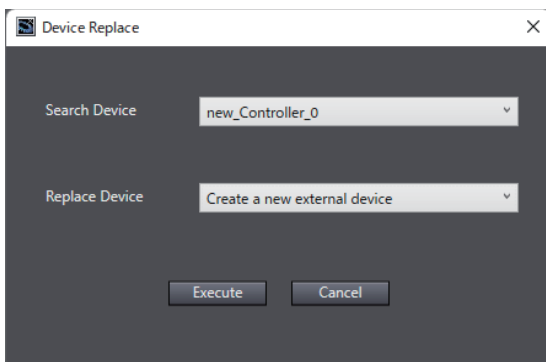 Device Replace
Search Device
new_Controller_0
Replace Device
Create a new external device
Execute
Cancel